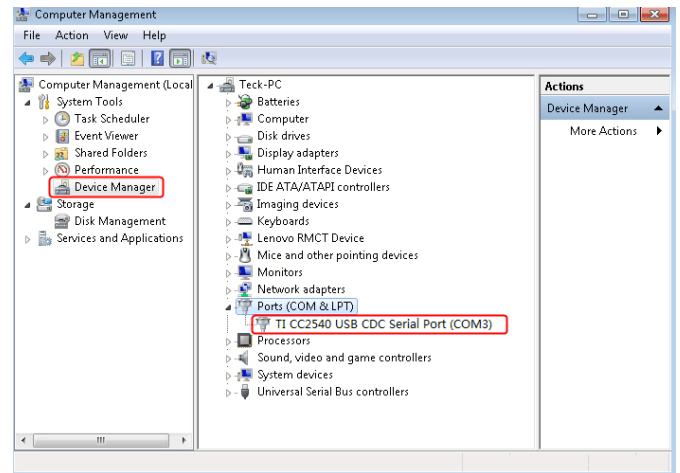 Computer Management
File Action View Help
Computer Management (Local
System Tools
Task Scheduler
Event Viewer
Shared Folders
Performance
Device Manager
Storage
Disk Management
Services and Applications
Teck-PC
Batteries
Computer
Disk drives
Display adapters
Human Interface Devices
IDE ATA/ATAPI controllers
Imaging devices
Keyboards
Lenovo RMCT Device
Mice and other pointing devices
Monitors
Network adapters
Ports (COM & LPT)
TI CC2540 USB CDC Serial Port (COM3)
Processors
Sound, video and game controllers
System devices
Universal Serial Bus controllers
Actions
Device Manager
More Actions